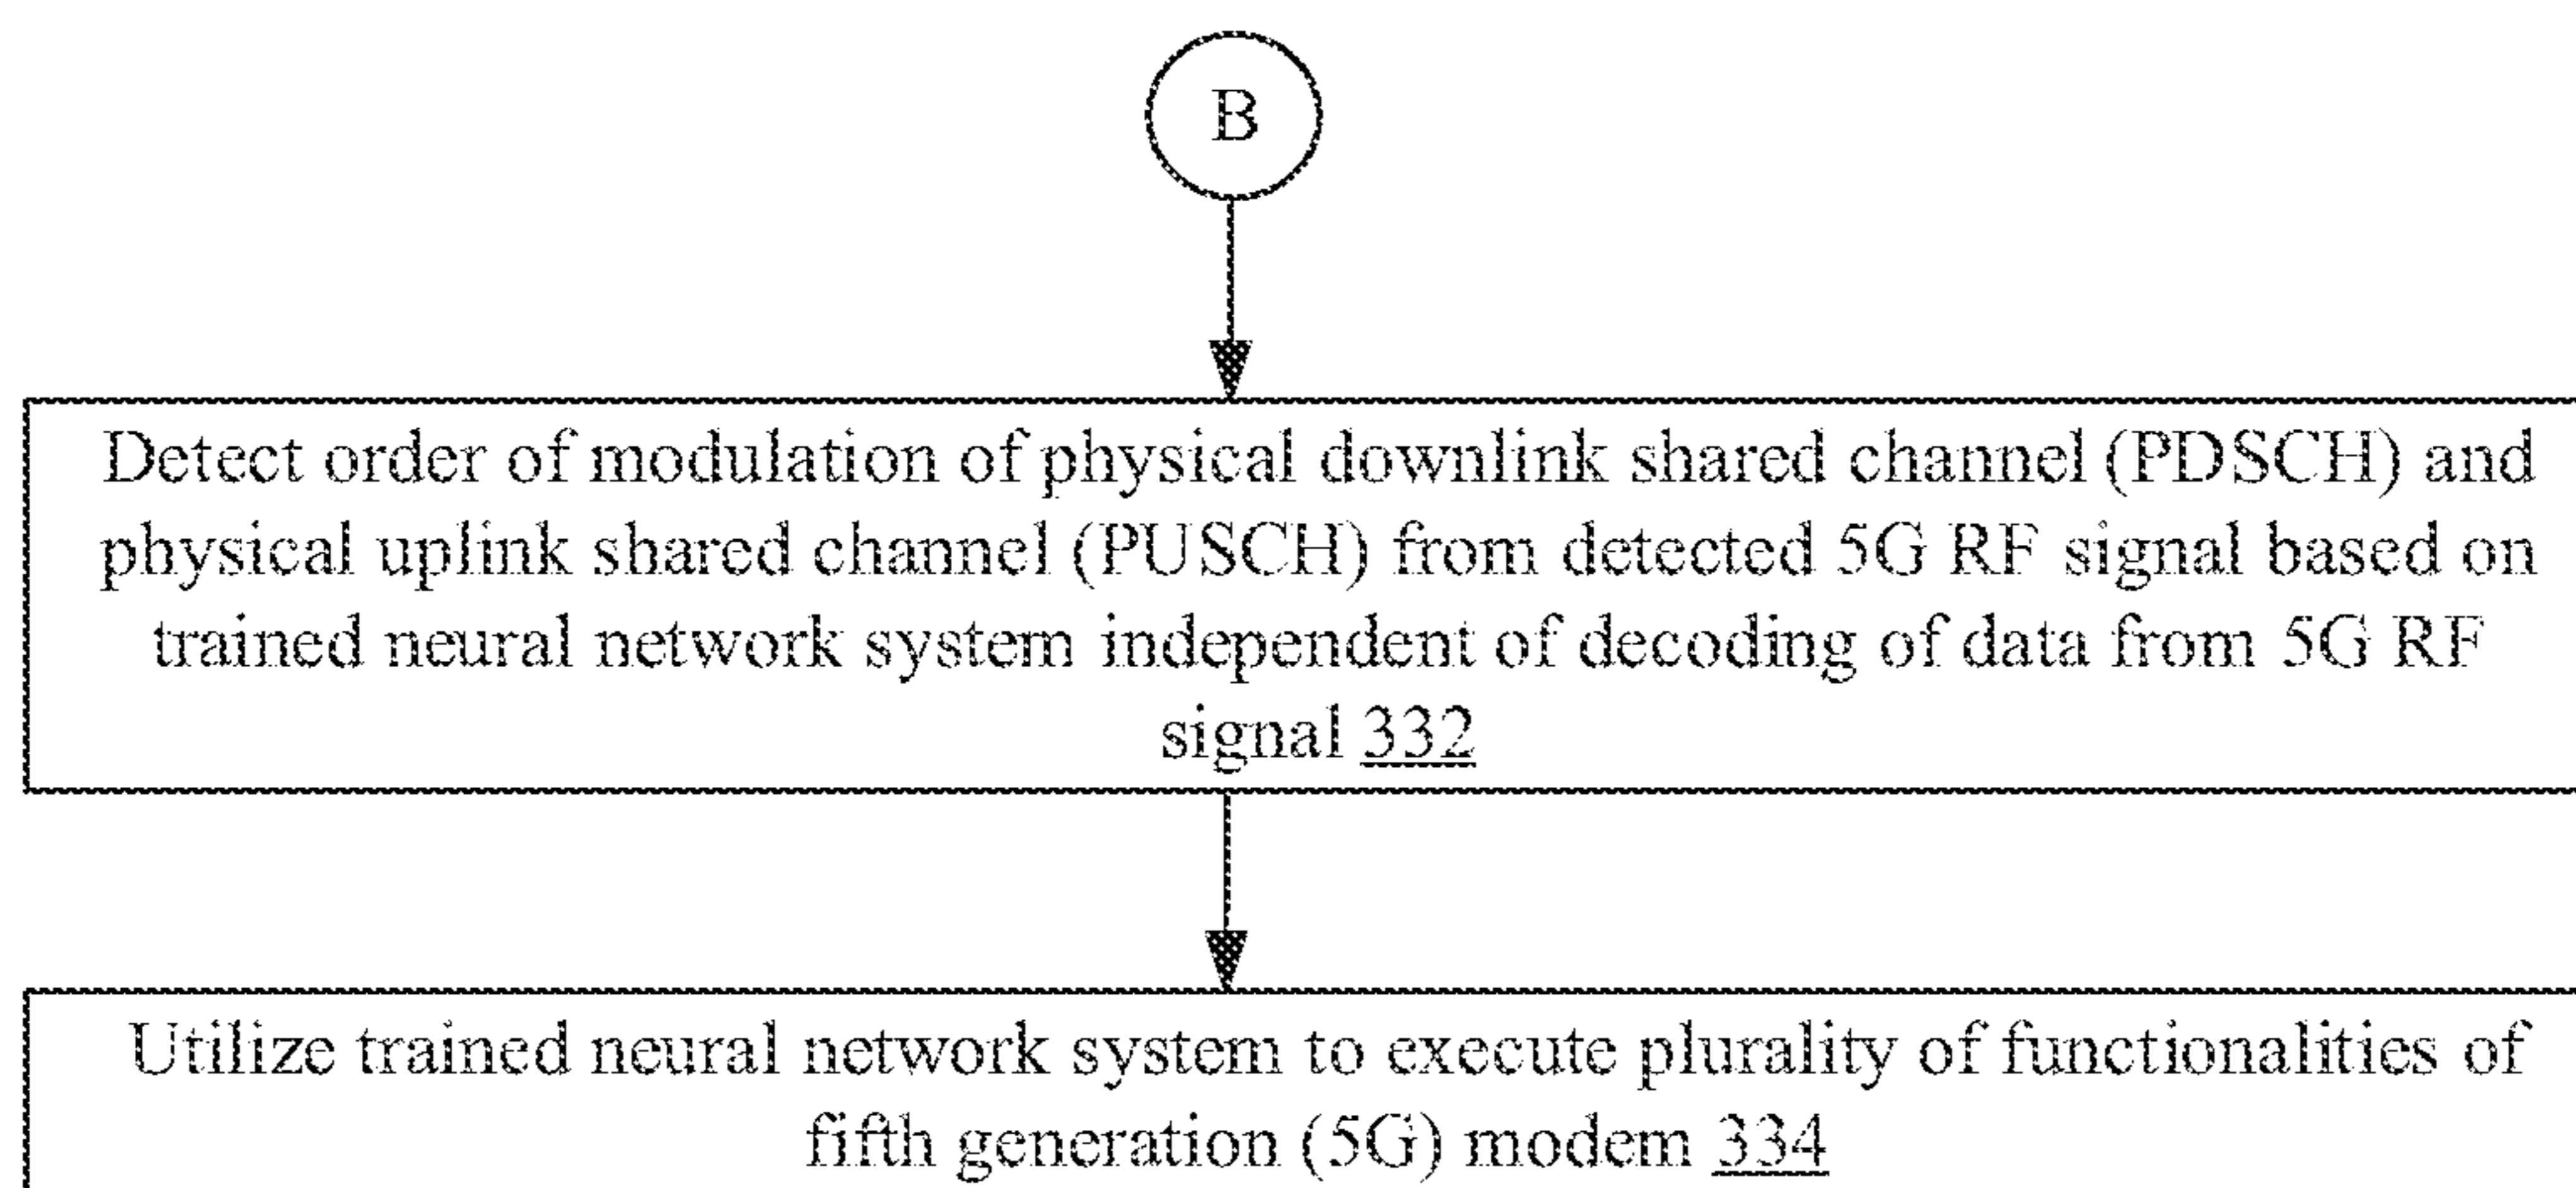 B
Detect order of modulation of physical downlink shared channel (PDSCH) and
physical uplink shared channel (PUSCH) from detected 5G RF signal based on
trained neural network system independent of decoding of data from 5G RF
signal 332
Utilize trained neural network system to execute plurality of functionalities of
fifth generation (5G) modem 334